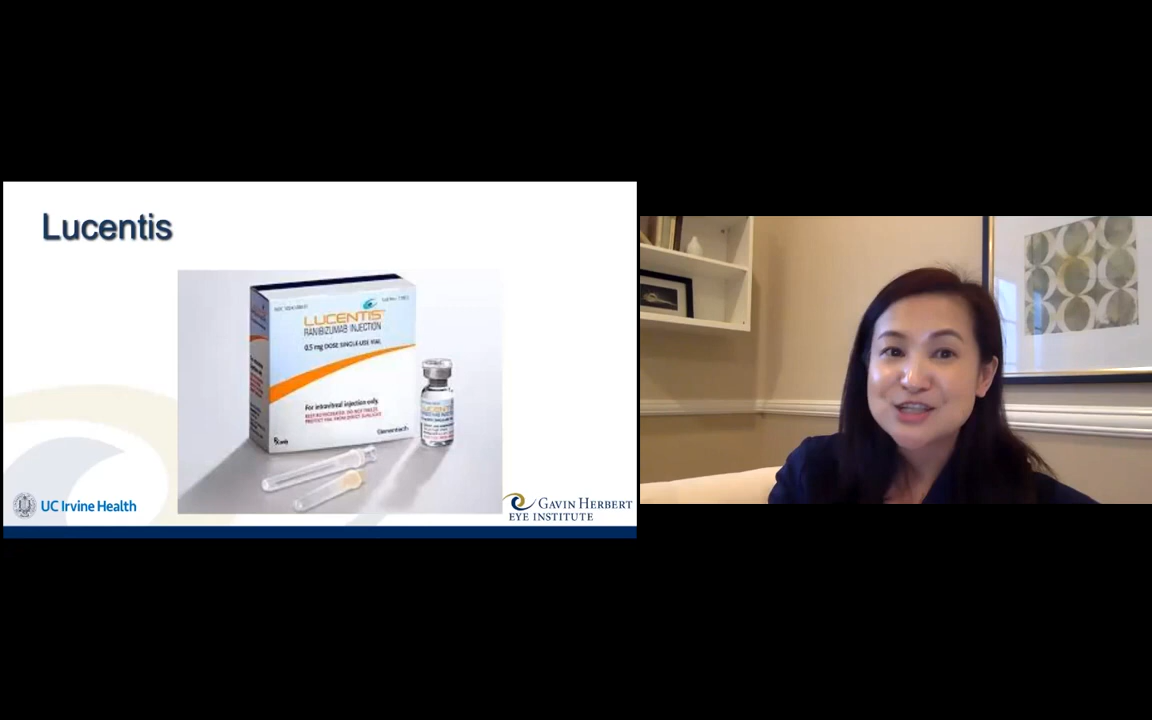 Lucentis
LUCENTIS
RANIBIZUMAB INJECTION
0.5 mg DOSE SINGLE-USE VIAL
For intravitreal injection only.
Genentech
UC Irvine Health
GAVIN HERBERT
EYE INSTITUTE